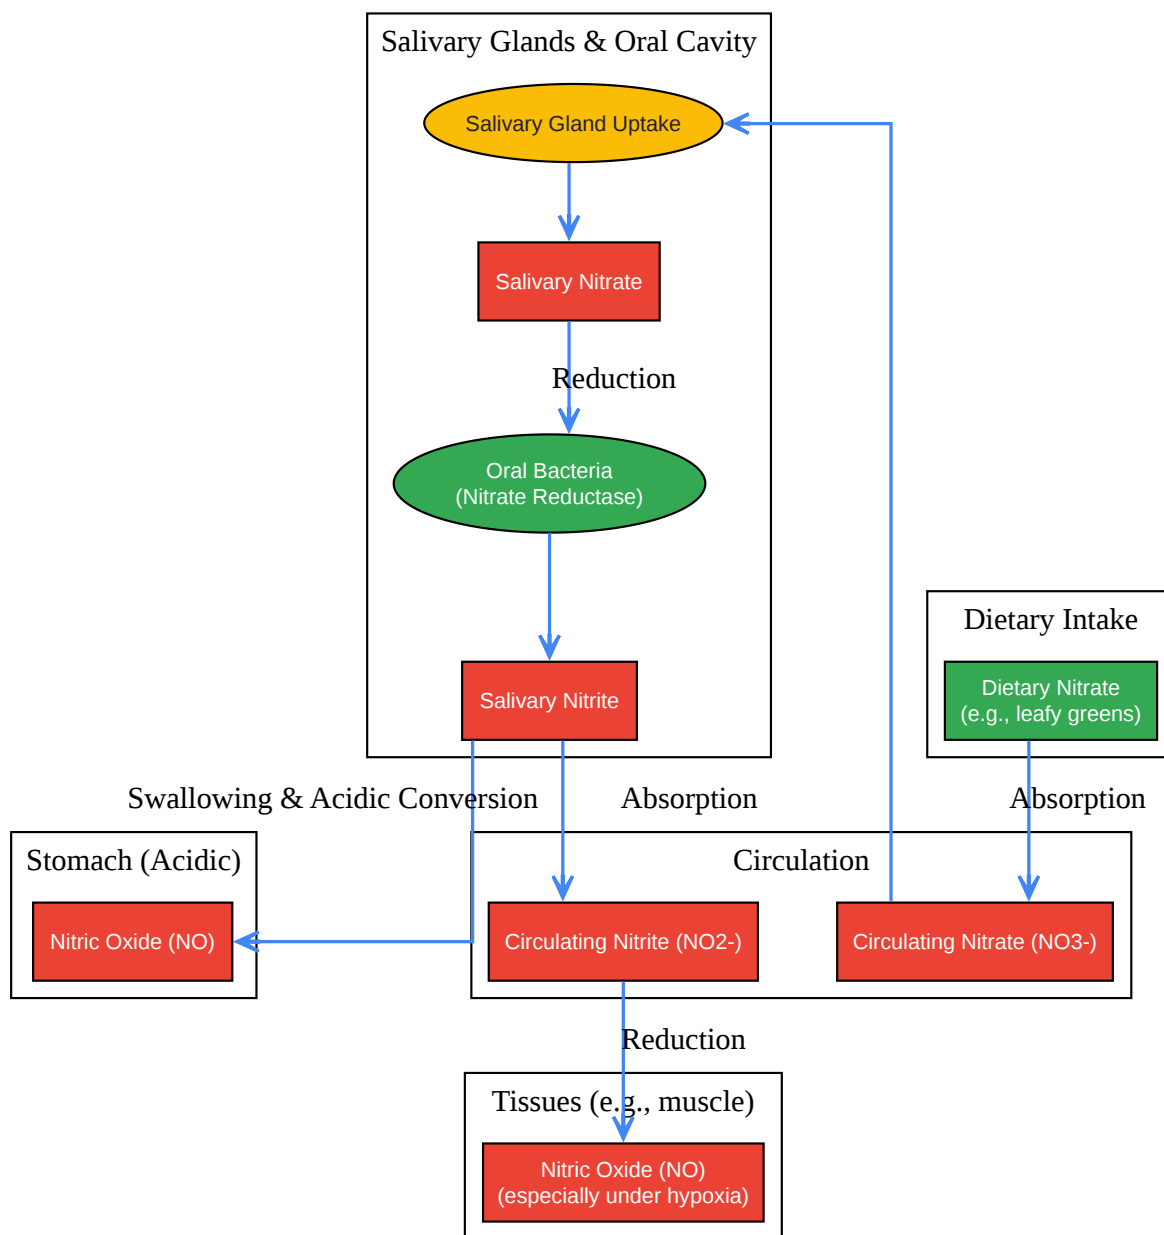 Salivary Glands & Oral Cavity
Salivary Gland Uptake
Salivary Nitrate
Reduction
Oral Bacteria
(Nitrate Reductase)
Dietary Intake
Dietary Nitrate
(e.g., leafy greens)
Salivary Nitrite
Swallowing & Acidic Conversion
Absorption
Absorption
Stomach (Acidic)
Circulation
Nitric Oxide (NO)
Circulating Nitrite (NO2-)
Circulating Nitrate (NO3-)
Reduction
Tissues (e.g., muscle)
Nitric Oxide (NO)
(especially under hypoxia)